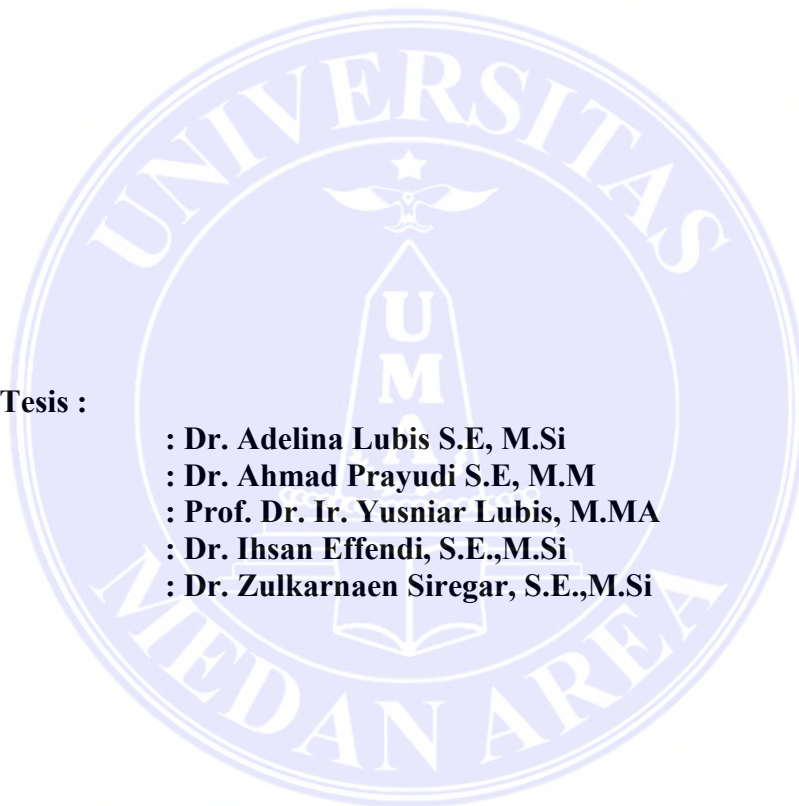 UNIVERSITAS
UMA
Tesis :
: Dr. Adelina Lubis S.E, M.Si
: Dr. Ahmad Prayudi S.E, M.M
: Prof. Dr. Ir. Yusniar Lubis, M.MA
: Dr. Ihsan Effendi, S.E.,M.Si
: Dr. Zulkarnaen Siregar, S.E.,M.Si
MEDAN AREA